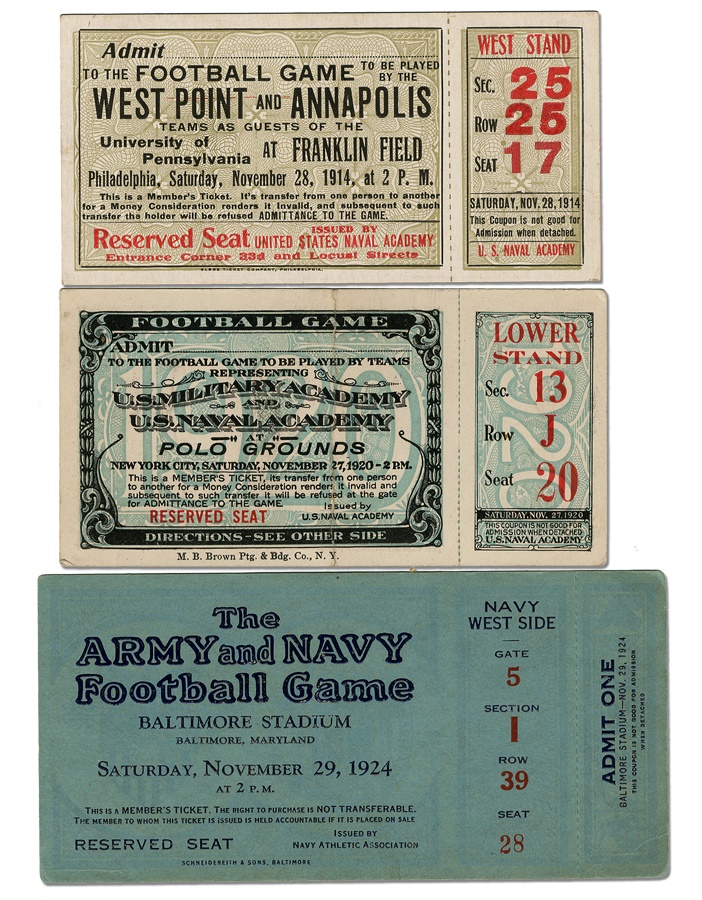 Admit
TO THE FOOTBALL GAME TO BE PLAYED BY THE
WEST POINT AND ANNAPOLIS
TEAMS AS GUESTS OF THE
University of Pennsylvania AT FRANKLIN FIELD
Philadelphia, Saturday, November 28, 1914, at 2 P. M.
This is a Member's Ticket. It's transfer from one person to another
for a Money Consideration renders it Invalid, and subsequent to such
transfer the holder will be refused ADMITTANCE TO THE GAME.
Reserved Seat ISSUED BY UNITED STATES NAVAL ACADEMY
Entrance Corner 33d and Locust Streets
GLOBE TICKET COMPANY, PHILADELPHIA.
WEST STAND
SEC. 25
ROW 25
SEAT 17
SATURDAY, NOV. 28, 1914
This Coupon is not good for
Admission when detached.
U. S. NAVAL ACADEMY
FOOTBALL GAME
ADMIT
TO THE FOOTBALL GAME TO BE PLAYED BY TEAMS
REPRESENTING
U.S. MILITARY ACADEMY
AND
U.S. NAVAL ACADEMY
AT
POLO GROUNDS
NEW YORK CITY, SATURDAY, NOVEMBER 27, 1920 - 2 P.M.
This is a MEMBER'S TICKET, its transfer from one person
to another for a Money Consideration renders it Invalid and
subsequent to such transfer it will be refused at the gate
for ADMITTANCE TO THE GAME
Issued by
RESERVED SEAT U.S. NAVAL ACADEMY
DIRECTIONS - SEE OTHER SIDE
M. B. Brown Ptg. & Bdg. Co., N. Y.
LOWER
STAND
Sec. 13
Row J
Seat 20
1920
SATURDAY, NOV. 27, 1920
THIS COUPON IS NOT GOOD FOR
ADMISSION WHEN DETACHED
U.S. NAVAL ACADEMY
The
ARMY and NAVY
Football Game
BALTIMORE STADIUM
BALTIMORE, MARYLAND
SATURDAY, NOVEMBER 29, 1924
AT 2 P.M.
THIS IS A MEMBER'S TICKET. THE RIGHT TO PURCHASE IS NOT TRANSFERABLE.
THE MEMBER TO WHOM THIS TICKET IS ISSUED IS HELD ACCOUNTABLE IF IT IS PLACED ON SALE
ISSUED BY
RESERVED SEAT NAVY ATHLETIC ASSOCIATION
SCHNEIDEREITH & SONS, BALTIMORE
NAVY
WEST SIDE
GATE
5
SECTION
I
ROW
39
SEAT
28
ADMIT ONE
BALTIMORE STADIUM—NOV. 29, 1924
THIS COUPON IS NOT GOOD FOR ADMISSION
WHEN DETACHED